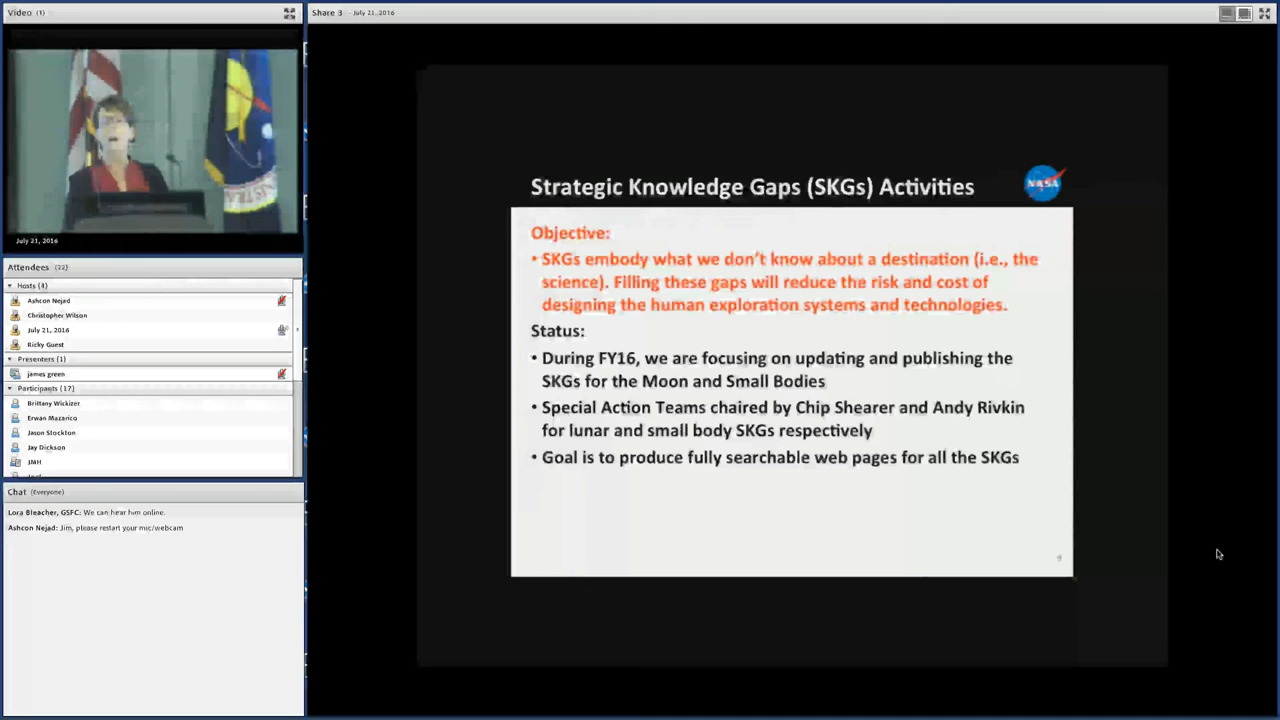 Video (1)
Share 3 - July 21, 2016
July 21, 2016
Attendees (22)
Hosts (4)
Ashcon Nejad
Christopher Wilson
July 21, 2016
Ricky Guest
Presenters (1)
james green
Participants (17)
Brittany Wickizer
Erwan Mazarico
Jason Stockton
Jay Dickson
JMH
Chat (Everyone)
Lora Bleacher, GSFC: We can hear him online.
Ashcon Nejad: Jim, please restart your mic/webcam
Strategic Knowledge Gaps (SKGs) Activities
NASA
Objective:
• SKGs embody what we don't know about a destination (i.e., the
science). Filling these gaps will reduce the risk and cost of
designing the human exploration systems and technologies.
Status:
• During FY16, we are focusing on updating and publishing the
SKGs for the Moon and Small Bodies
• Special Action Teams chaired by Chip Shearer and Andy Rivkin
for lunar and small body SKGs respectively
• Goal is to produce fully searchable web pages for all the SKGs